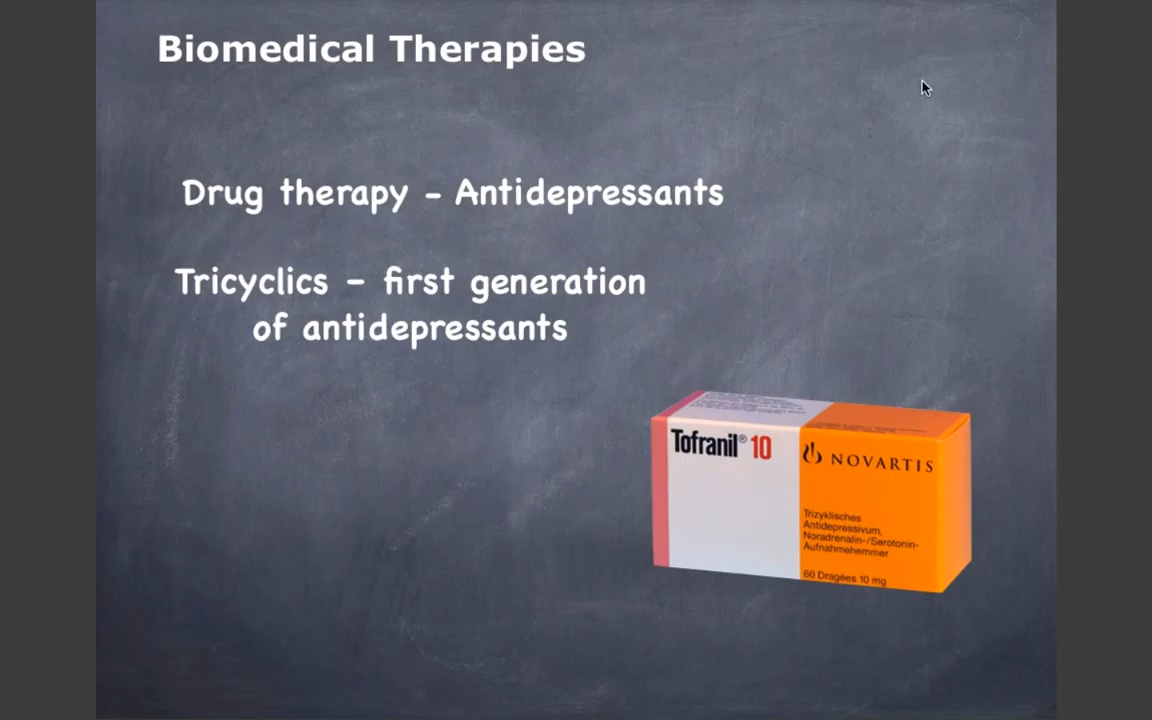 Biomedical Therapies
Drug therapy - Antidepressants
Tricyclics - first generation
of antidepressants
Tofranil® 10
NOVARTIS
Trizyklisches
Antidepressivum,
Noradrenalin-/Serotonin-
Aufnahmehemmer
60 Dragées 10 mg